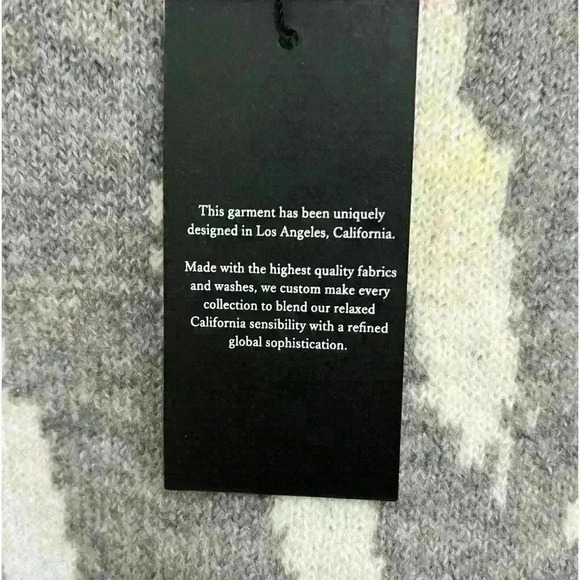 This garment has been uniquely
designed in Los Angeles, California.
Made with the highest quality fabrics
and washes, we custom make every
collection to blend our relaxed
California sensibility with a refined
global sophistication.